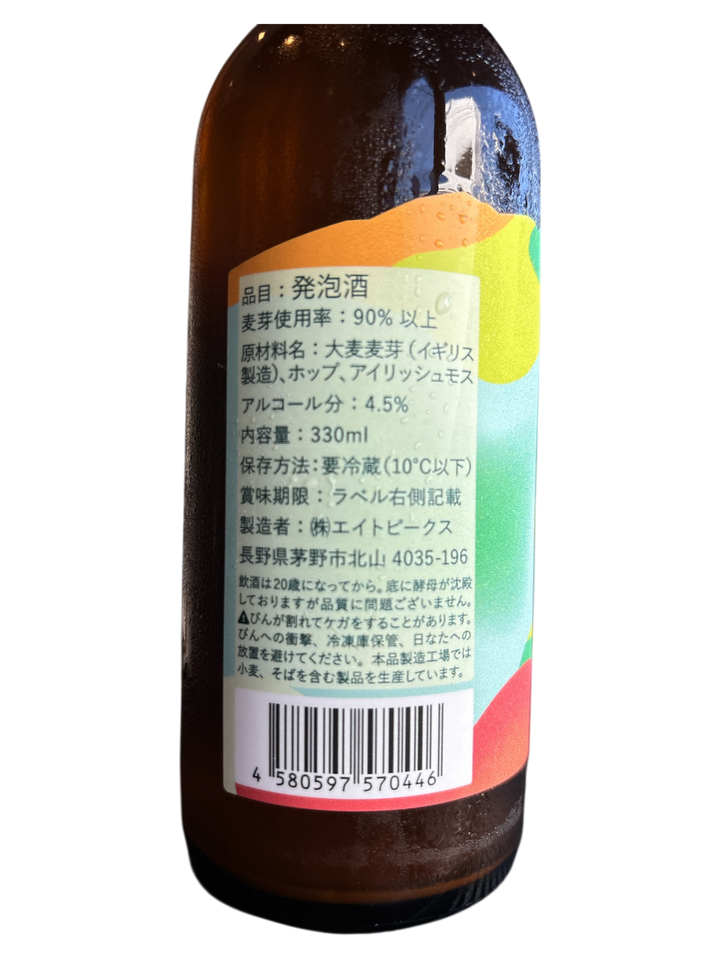 品目：発泡酒
麦芽使用率：90% 以上
原材料名：大麦麦芽（イギリス
製造）、ホップ、アイリッシュモス
アルコール分：4.5%
内容量：330ml
保存方法：要冷蔵（10°C以下）
賞味期限：ラベル右側記載
製造者：㈱エイトピークス
長野県茅野市北山 4035-196
飲酒は20歳になってから。底に酵母が沈殿
しておりますが品質に問題ございません。
⚠びんが割れてケガをすることがあります。
びんへの衝撃、冷凍庫保管、日なたへの
放置を避けてください。本品製造工場では
小麦、そばを含む製品を生産しています。
4 580597 570446